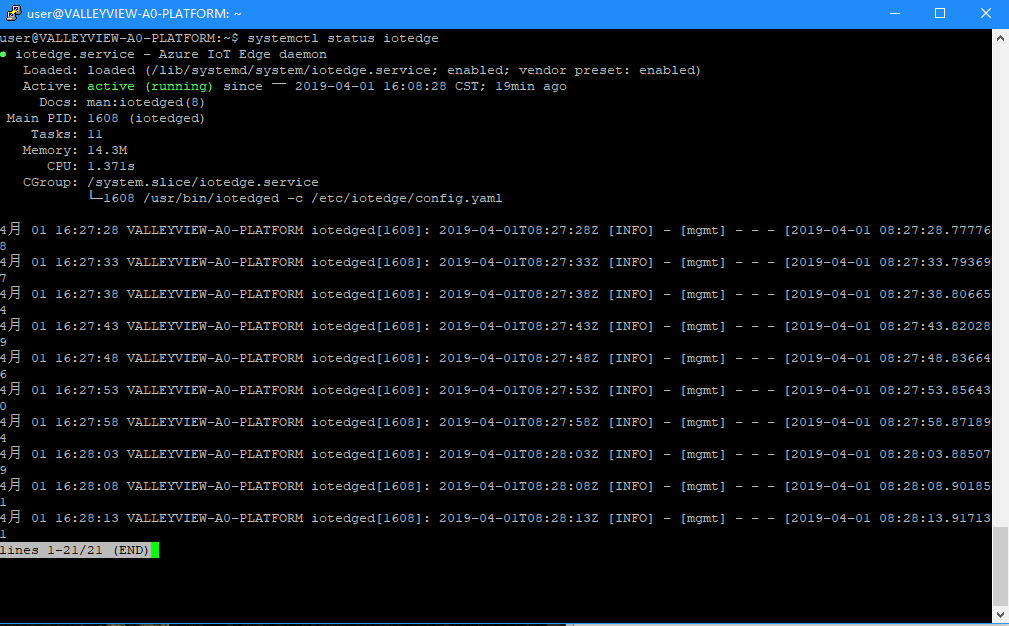 user@VALLEYVIEW-A0-PLATFORM: ~
user@VALLEYVIEW-A0-PLATFORM:~$ systemctl status iotedge
● iotedge.service - Azure IoT Edge daemon
Loaded: loaded (/lib/systemd/system/iotedge.service; enabled; vendor preset: enabled)
Active: active (running) since 一 2019-04-01 16:08:28 CST; 19min ago
Docs: man:iotedged(8)
Main PID: 1608 (iotedged)
Tasks: 11
Memory: 14.3M
CPU: 1.371s
CGroup: /system.slice/iotedge.service
└─1608 /usr/bin/iotedged -c /etc/iotedge/config.yaml
4月 01 16:27:28 VALLEYVIEW-A0-PLATFORM iotedged[1608]: 2019-04-01T08:27:28Z [INFO] - [mgmt] - - - [2019-04-01 08:27:28.77776
8
4月 01 16:27:33 VALLEYVIEW-A0-PLATFORM iotedged[1608]: 2019-04-01T08:27:33Z [INFO] - [mgmt] - - - [2019-04-01 08:27:33.79369
7
4月 01 16:27:38 VALLEYVIEW-A0-PLATFORM iotedged[1608]: 2019-04-01T08:27:38Z [INFO] - [mgmt] - - - [2019-04-01 08:27:38.80665
4
4月 01 16:27:43 VALLEYVIEW-A0-PLATFORM iotedged[1608]: 2019-04-01T08:27:43Z [INFO] - [mgmt] - - - [2019-04-01 08:27:43.82028
9
4月 01 16:27:48 VALLEYVIEW-A0-PLATFORM iotedged[1608]: 2019-04-01T08:27:48Z [INFO] - [mgmt] - - - [2019-04-01 08:27:48.83664
6
4月 01 16:27:53 VALLEYVIEW-A0-PLATFORM iotedged[1608]: 2019-04-01T08:27:53Z [INFO] - [mgmt] - - - [2019-04-01 08:27:53.85643
0
4月 01 16:27:58 VALLEYVIEW-A0-PLATFORM iotedged[1608]: 2019-04-01T08:27:58Z [INFO] - [mgmt] - - - [2019-04-01 08:27:58.87189
4
4月 01 16:28:03 VALLEYVIEW-A0-PLATFORM iotedged[1608]: 2019-04-01T08:28:03Z [INFO] - [mgmt] - - - [2019-04-01 08:28:03.88507
9
4月 01 16:28:08 VALLEYVIEW-A0-PLATFORM iotedged[1608]: 2019-04-01T08:28:08Z [INFO] - [mgmt] - - - [2019-04-01 08:28:08.90185
1
4月 01 16:28:13 VALLEYVIEW-A0-PLATFORM iotedged[1608]: 2019-04-01T08:28:13Z [INFO] - [mgmt] - - - [2019-04-01 08:28:13.91713
1
lines 1-21/21 (END)